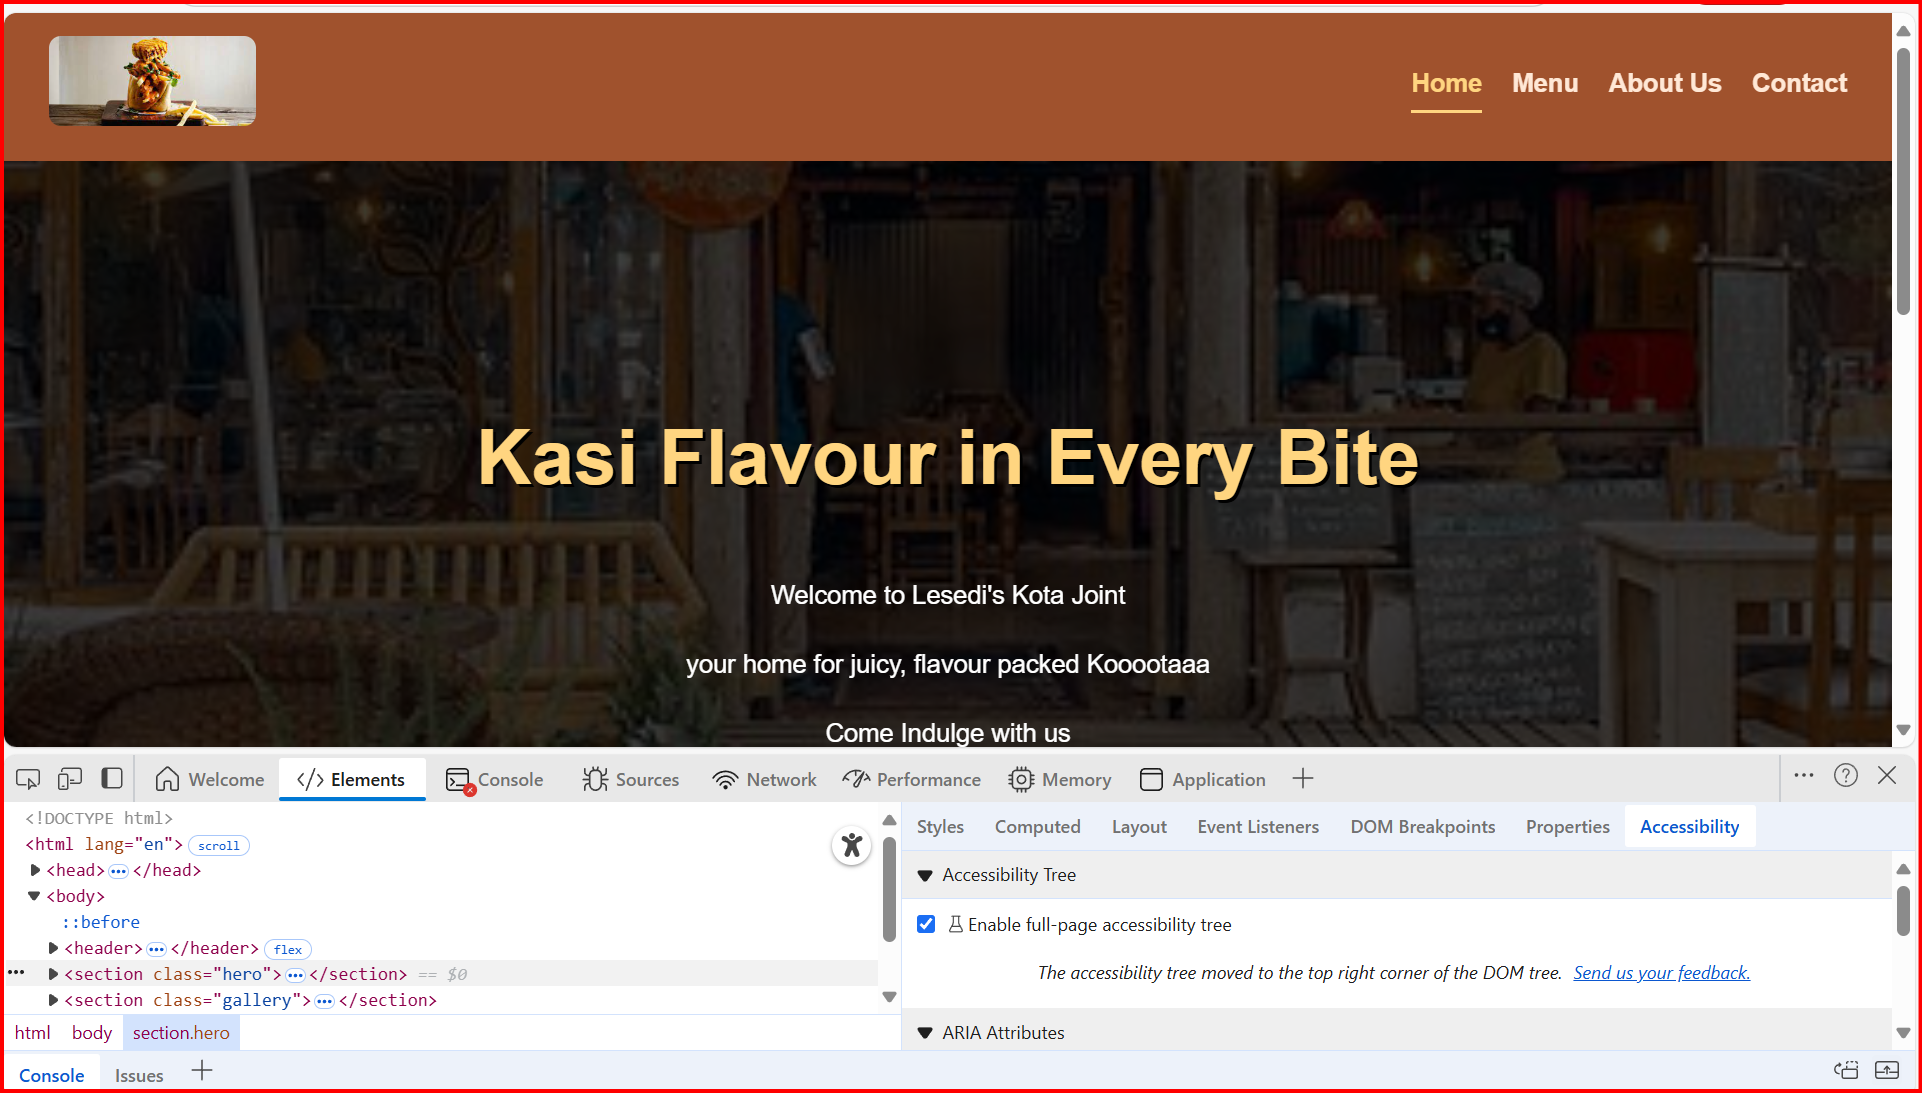 Home Menu About Us Contact
Kasi Flavour in Every Bite
Welcome to Lesedi's Kota Joint
your home for juicy, flavour packed Kooootaaa
Come Indulge with us
Welcome Elements Console Sources Network Performance Memory Application
<!DOCTYPE html>
<html lang="en"> scroll
<head> ••• </head>
<body>
::before
<header> ••• </header> flex
••• <section class="hero"> ••• </section> == $0
<section class="gallery"> ••• </section>
html body section.hero
Styles Computed Layout Event Listeners DOM Breakpoints Properties Accessibility
Accessibility Tree
Enable full-page accessibility tree
The accessibility tree moved to the top right corner of the DOM tree. Send us your feedback.
ARIA Attributes
Console Issues